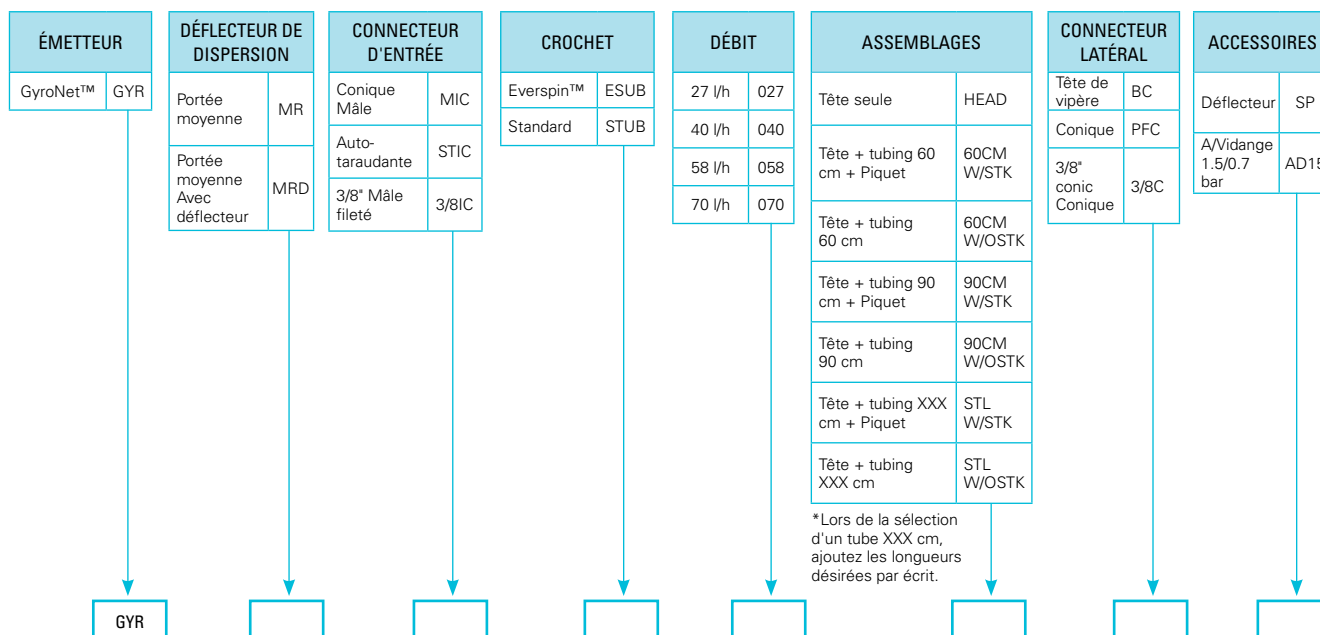 ÉMETTEUR
GyroNet™ GYR
DÉFLECTEUR DE
DISPERSION
Portée
moyenne
MR
Portée
moyenne
Avec
déflecteur
MRD
CONNECTEUR
D'ENTRÉE
Conique
Mâle
MIC
Auto-
taraudante
STIC
3/8" Mâle
fileté
3/8IC
CROCHET
Everspin™ ESUB
Standard STUB
DÉBIT
27 l/h 027
40 l/h 040
58 l/h 058
70 l/h 070
ASSEMBLAGES
Tête seule HEAD
Tête + tubing 60
cm + Piquet
60CM
W/STK
Tête + tubing
60 cm
60CM
W/OSTK
Tête + tubing 90
cm + Piquet
90CM
W/STK
Tête + tubing
90 cm
90CM
W/OSTK
Tête + tubing XXX
cm + Piquet
STL
W/STK
Tête + tubing
XXX cm
STL
W/OSTK
*Lors de la sélection
d'un tube XXX cm,
ajoutez les longueurs
désirées par écrit.
CONNECTEUR
LATÉRAL
Tête de
vipère
BC
Conique PFC
3/8"
conic
Conique
3/8C
ACCESSOIRES
Déflecteur SP
A/Vidange
1.5/0.7
bar
AD15
GYR